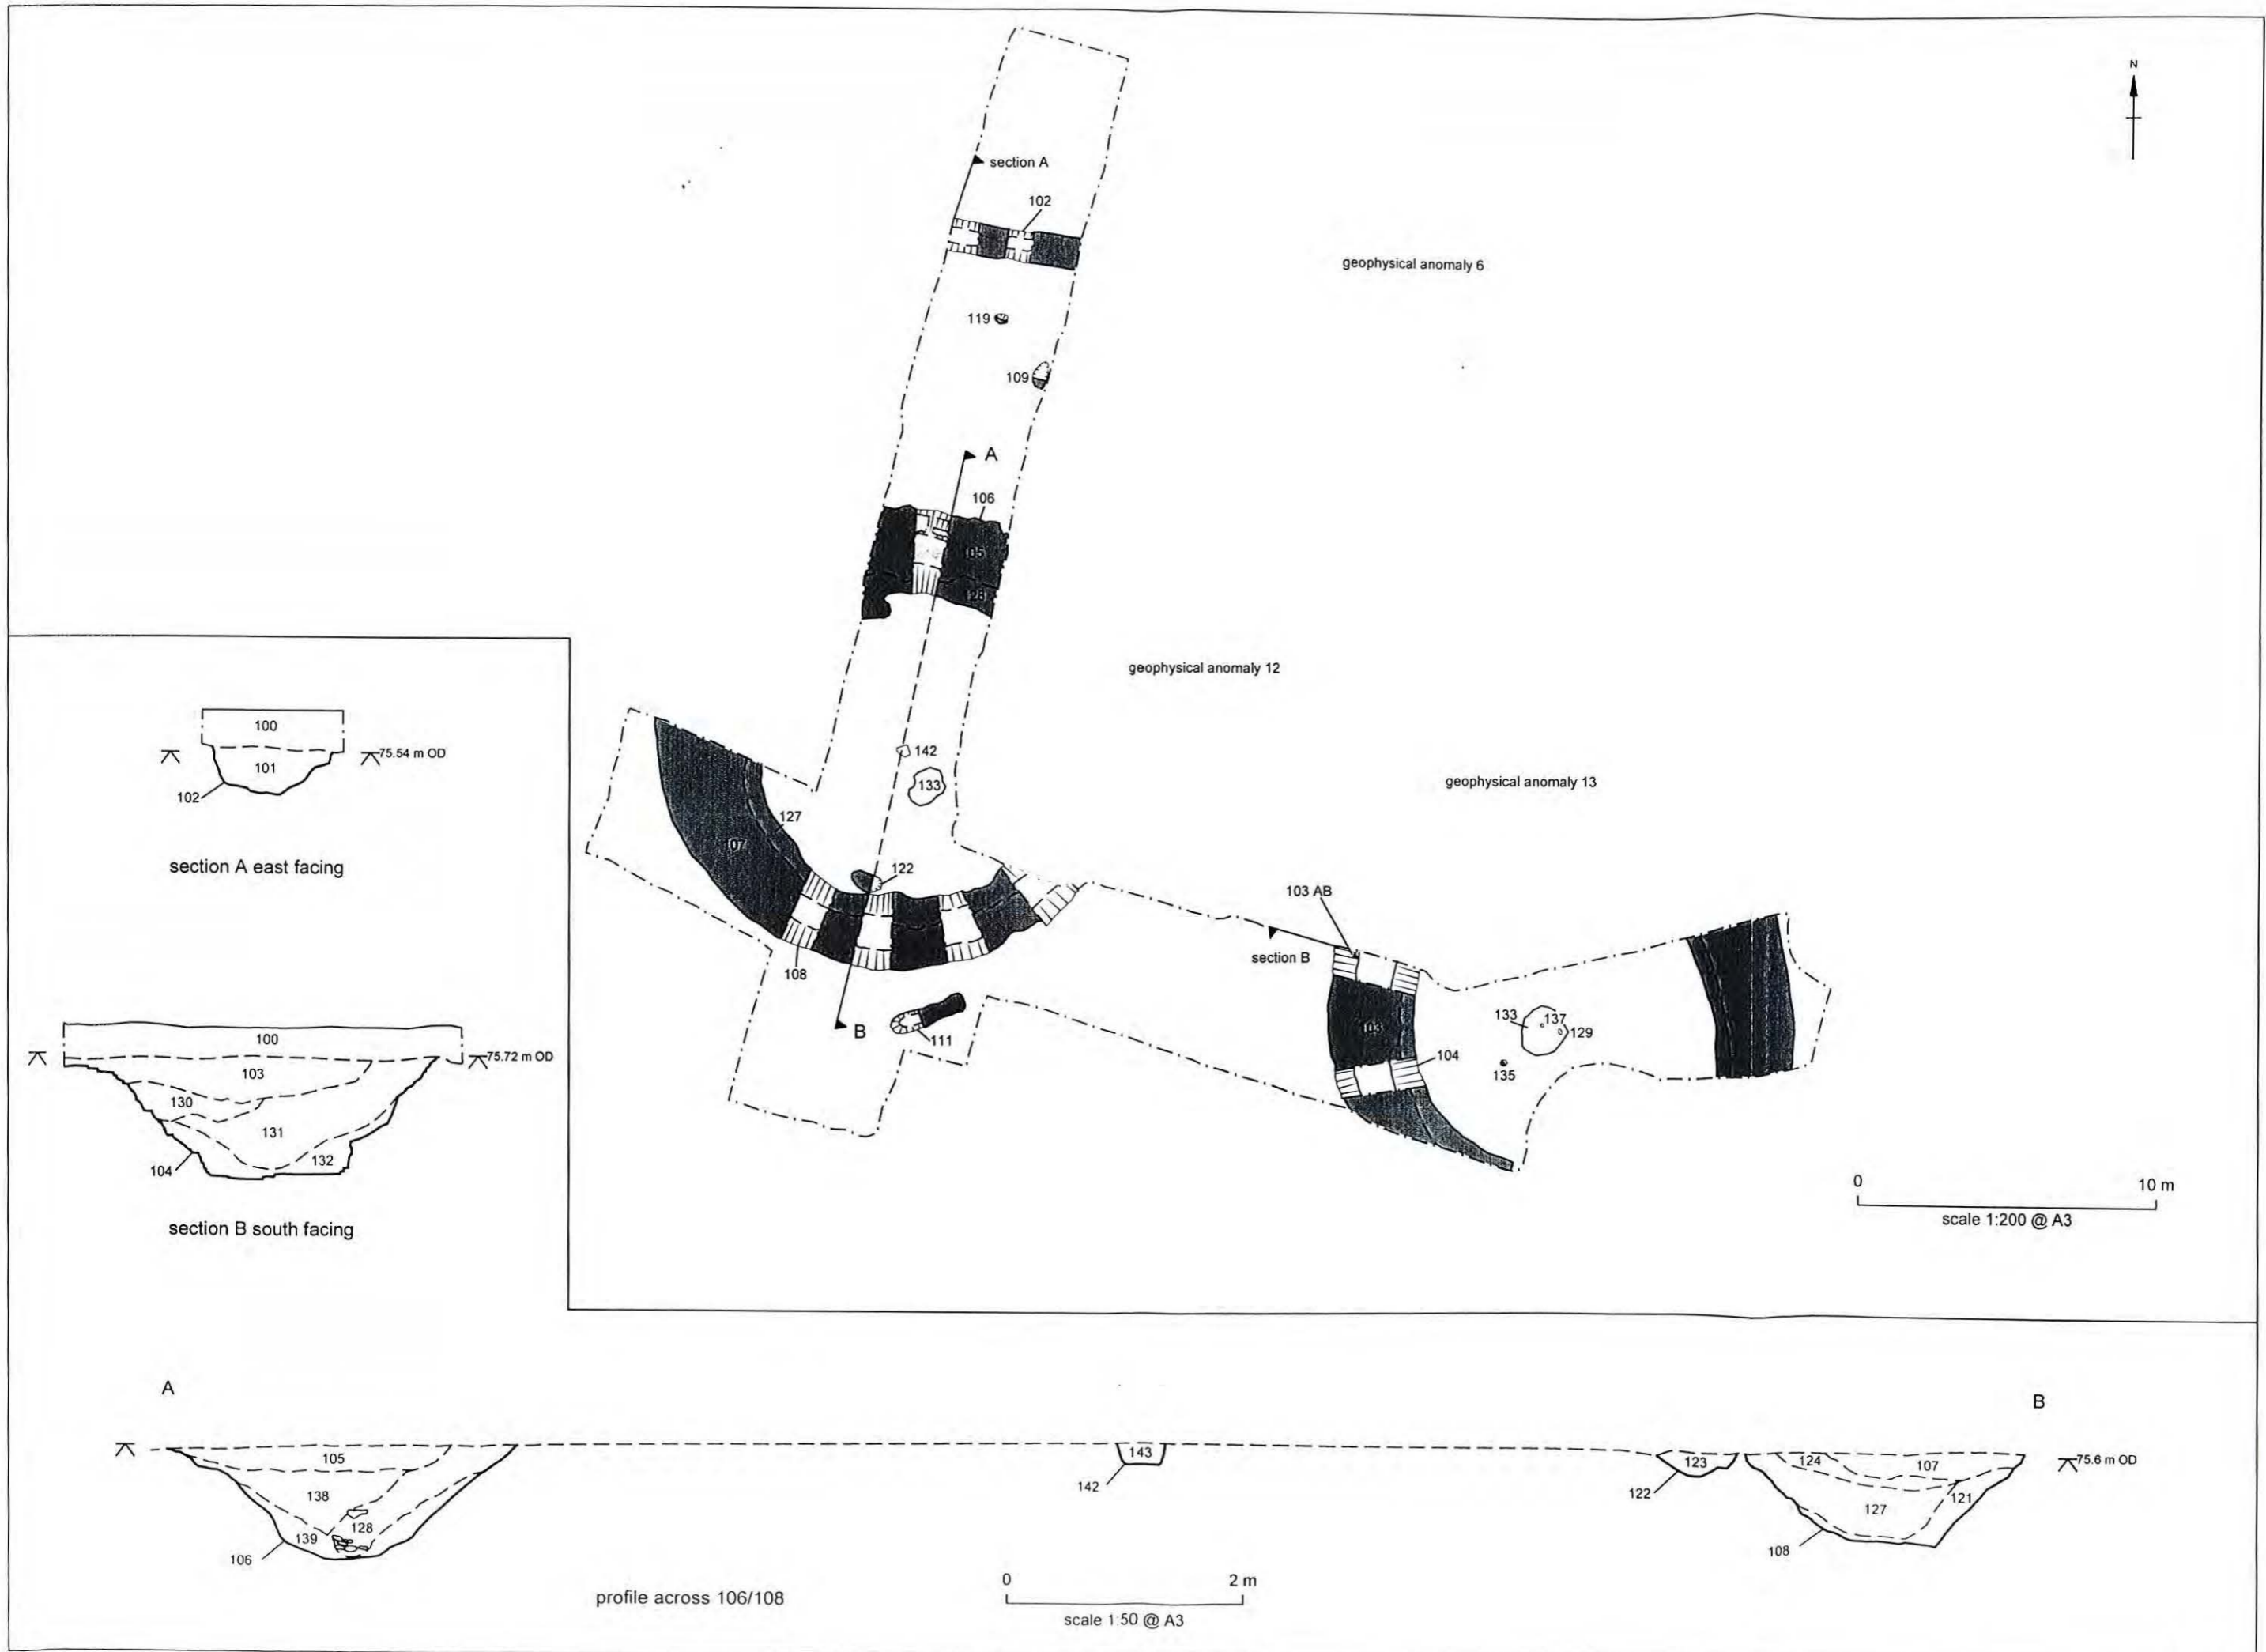 N
section A
102
geophysical anomaly 6
119
109
A
106
105
128
geophysical anomaly 12
142
133
geophysical anomaly 13
127
107
122
108
B
111
103 AB
section B
103
104
133
137
129
135
0 10 m
scale 1:200 @ A3
100
101
75.54 m OD
102
section A east facing
100
75.72 m OD
103
130
131
132
104
section B south facing
A
B
105
138
128
139
106
143
142
123
122
124
107
75.6 m OD
121
127
108
profile across 106/108
0 2 m
scale 1:50 @ A3